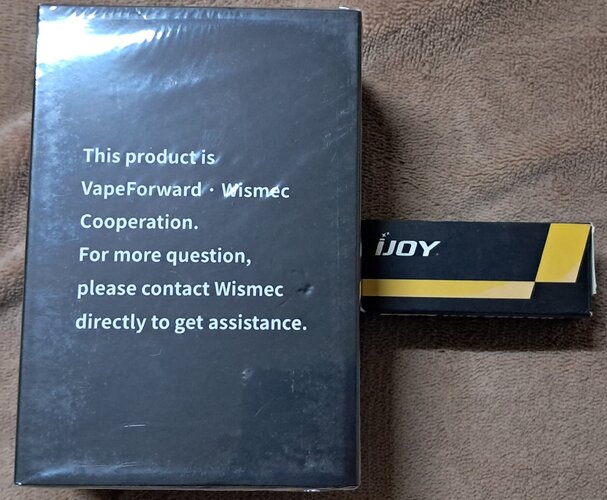 This product is
VapeForward · Wismec
Cooperation.
For more question,
please contact Wismec
directly to get assistance.
iJOY